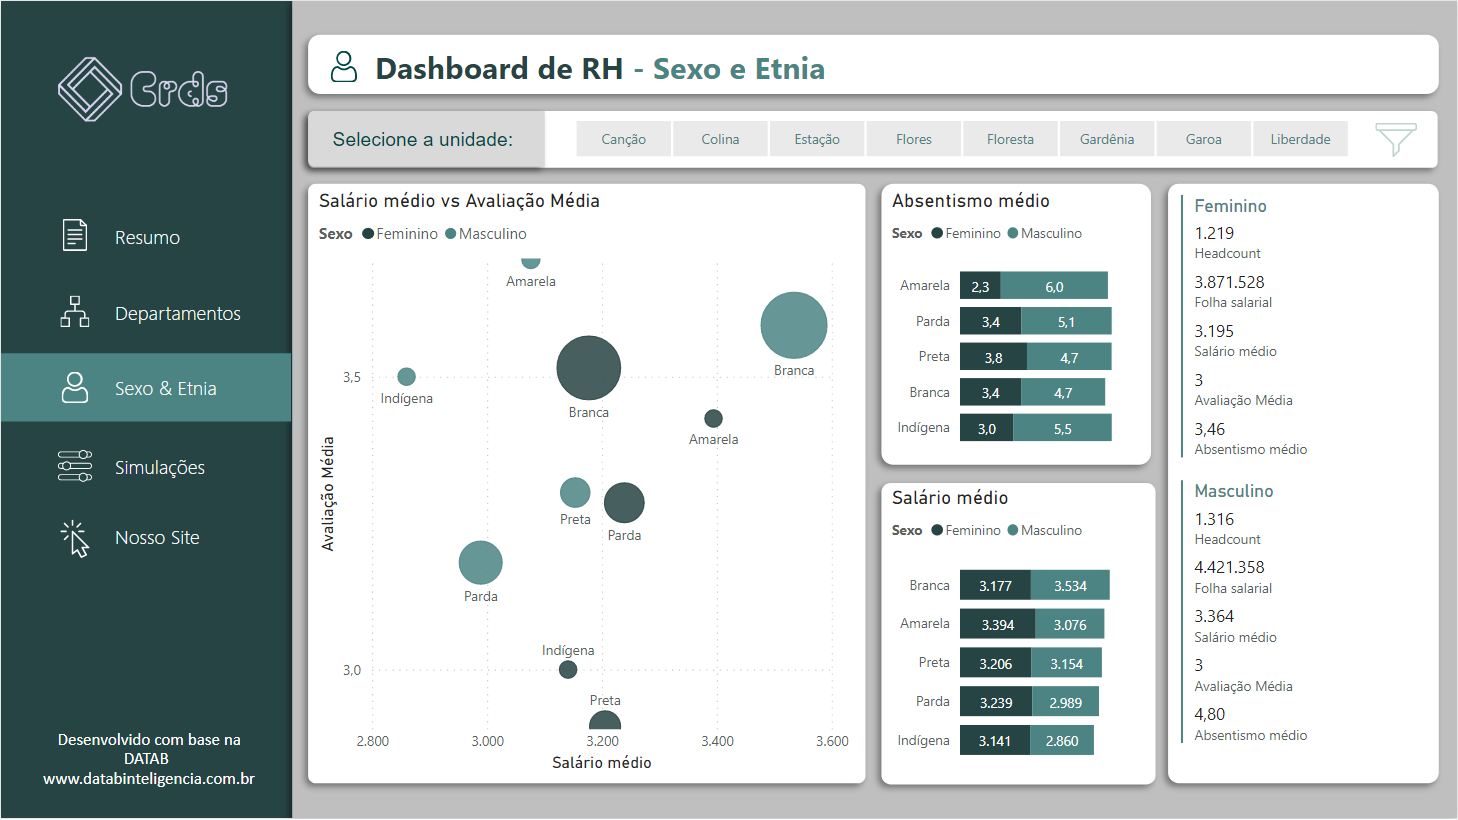 Crds
Resumo
Departamentos
Sexo & Etnia
Simulações
Nosso Site
Desenvolvido com base na
DATAB
www.databinteligencia.com.br
Dashboard de RH - Sexo e Etnia
Selecione a unidade:
Canção Colina Estação Flores Floresta Gardênia Garoa Liberdade
Salário médio vs Avaliação Média
Sexo Feminino Masculino
Amarela
Branca
3,5
Indígena
Branca
Amarela
Avaliação Média
Preta
Parda
Parda
Indígena
3,0
Preta
2.800 3.000 3.200 3.400 3.600
Salário médio
Absentismo médio
Sexo Feminino Masculino
Amarela 2,3 6,0
Parda 3,4 5,1
Preta 3,8 4,7
Branca 3,4 4,7
Indígena 3,0 5,5
Salário médio
Sexo Feminino Masculino
Branca 3.177 3.534
Amarela 3.394 3.076
Preta 3.206 3.154
Parda 3.239 2.989
Indígena 3.141 2.860
Feminino
1.219
Headcount
3.871.528
Folha salarial
3.195
Salário médio
3
Avaliação Média
3,46
Absentismo médio
Masculino
1.316
Headcount
4.421.358
Folha salarial
3.364
Salário médio
3
Avaliação Média
4,80
Absentismo médio